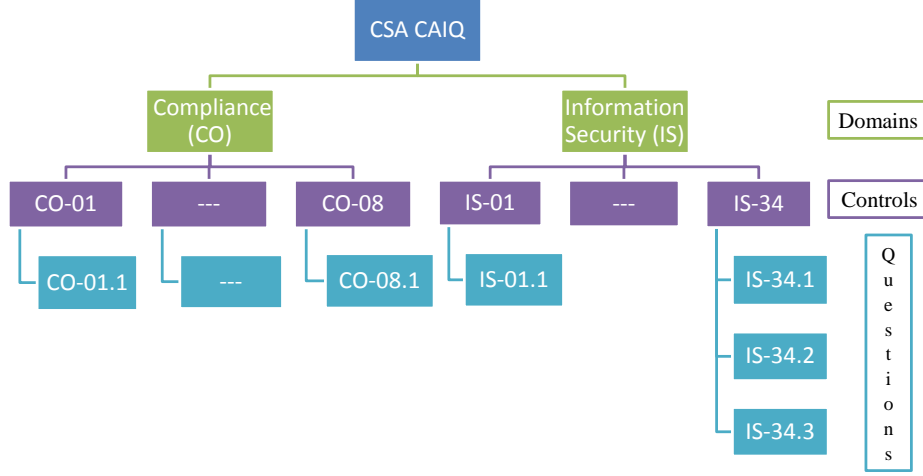 CSA CAIQ
Compliance
(CO)
Information
Security (IS)
Domains
CO-01
---
CO-08
IS-01
---
IS-34
Controls
CO-01.1
---
CO-08.1
IS-01.1
IS-34.1
IS-34.2
IS-34.3
Questions